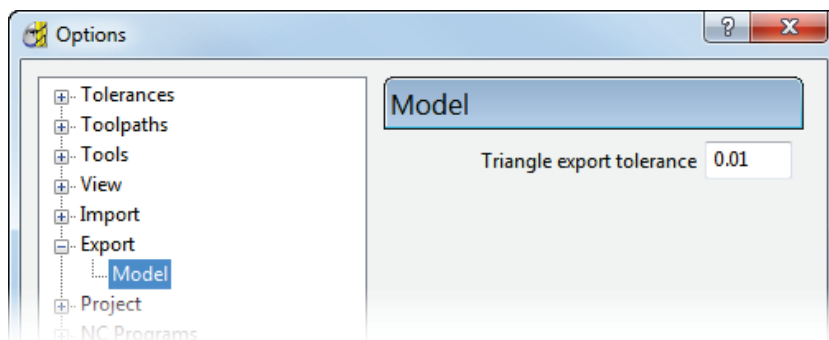 Options
Tolerances
Toolpaths
Tools
View
Import
Export
Model
Project
NC Programs
Model
Triangle export tolerance 0.01